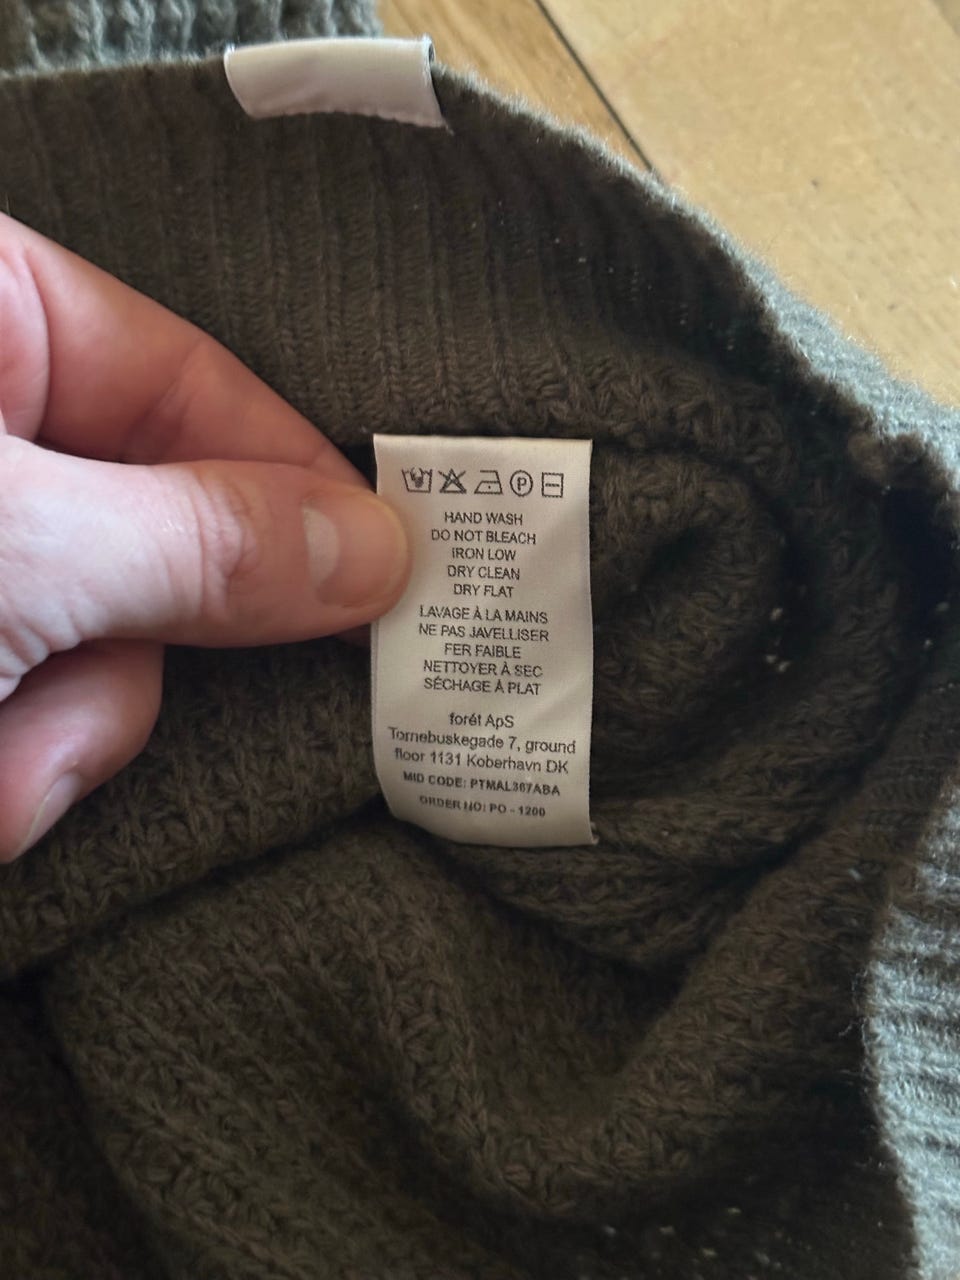 HAND WASH
DO NOT BLEACH
IRON LOW
DRY CLEAN
DRY FLAT
LAVAGE À LA MAINS
NE PAS JAVELLISER
FER FAIBLE
NETTOYER À SEC
SÉCHAGE À PLAT
forét ApS
Tornebuskegade 7, ground
floor 1131 Koberhavn DK
MID CODE: PTMAL367ABA
ORDER NO: PO - 1200